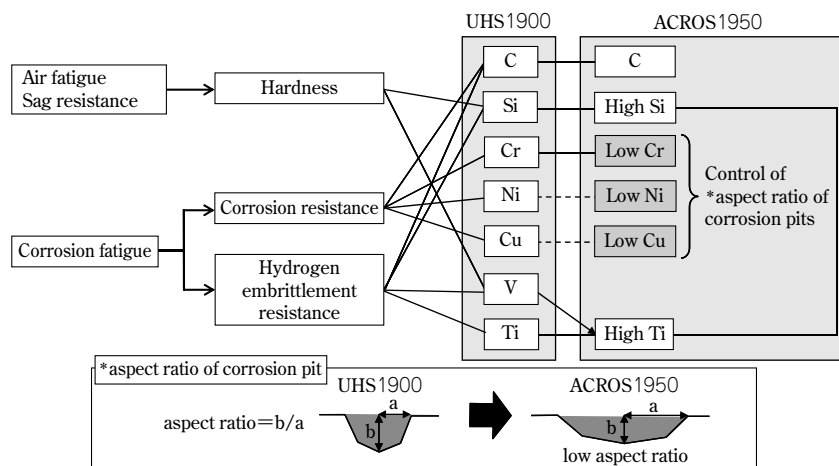 UHS1900
ACROS1950
Air fatigue
Sag resistance
Hardness
C
C
Si
High Si
Cr
Low Cr
Corrosion resistance
Ni
Low Ni
Control of
*aspect ratio of
corrosion pits
Corrosion fatigue
Cu
Low Cu
Hydrogen
embrittlement
resistance
V
Ti
High Ti
*aspect ratio of corrosion pit
UHS1900
ACROS1950
aspect ratio=b/a
a
b
a
b
low aspect ratio